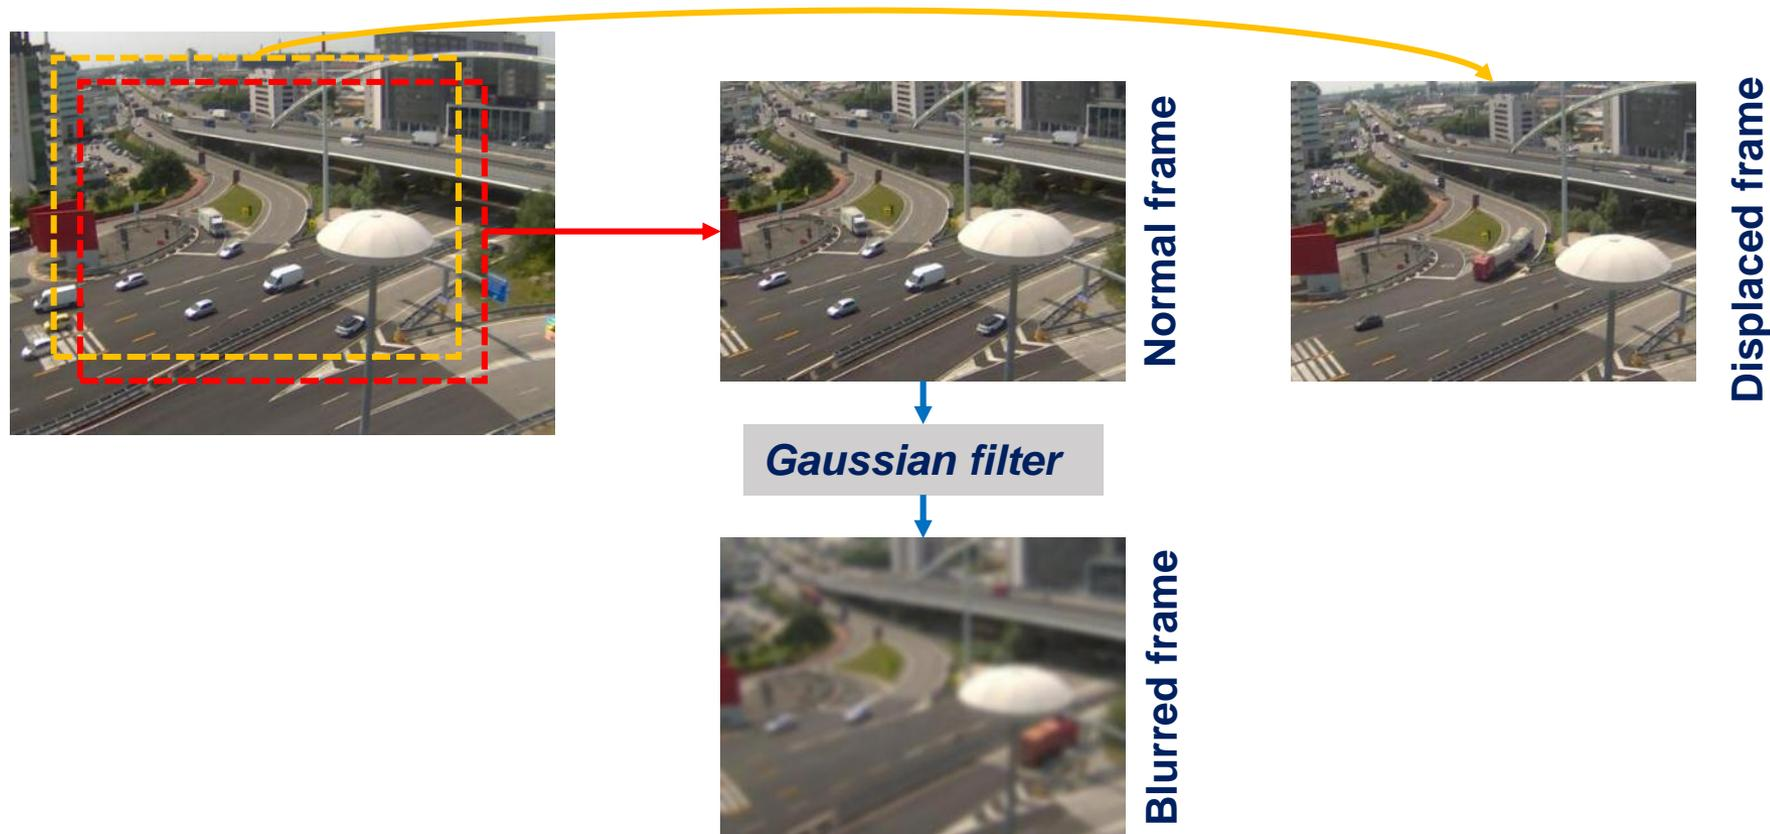 Normal frame
Displaced frame
Gaussian filter
Blurred frame